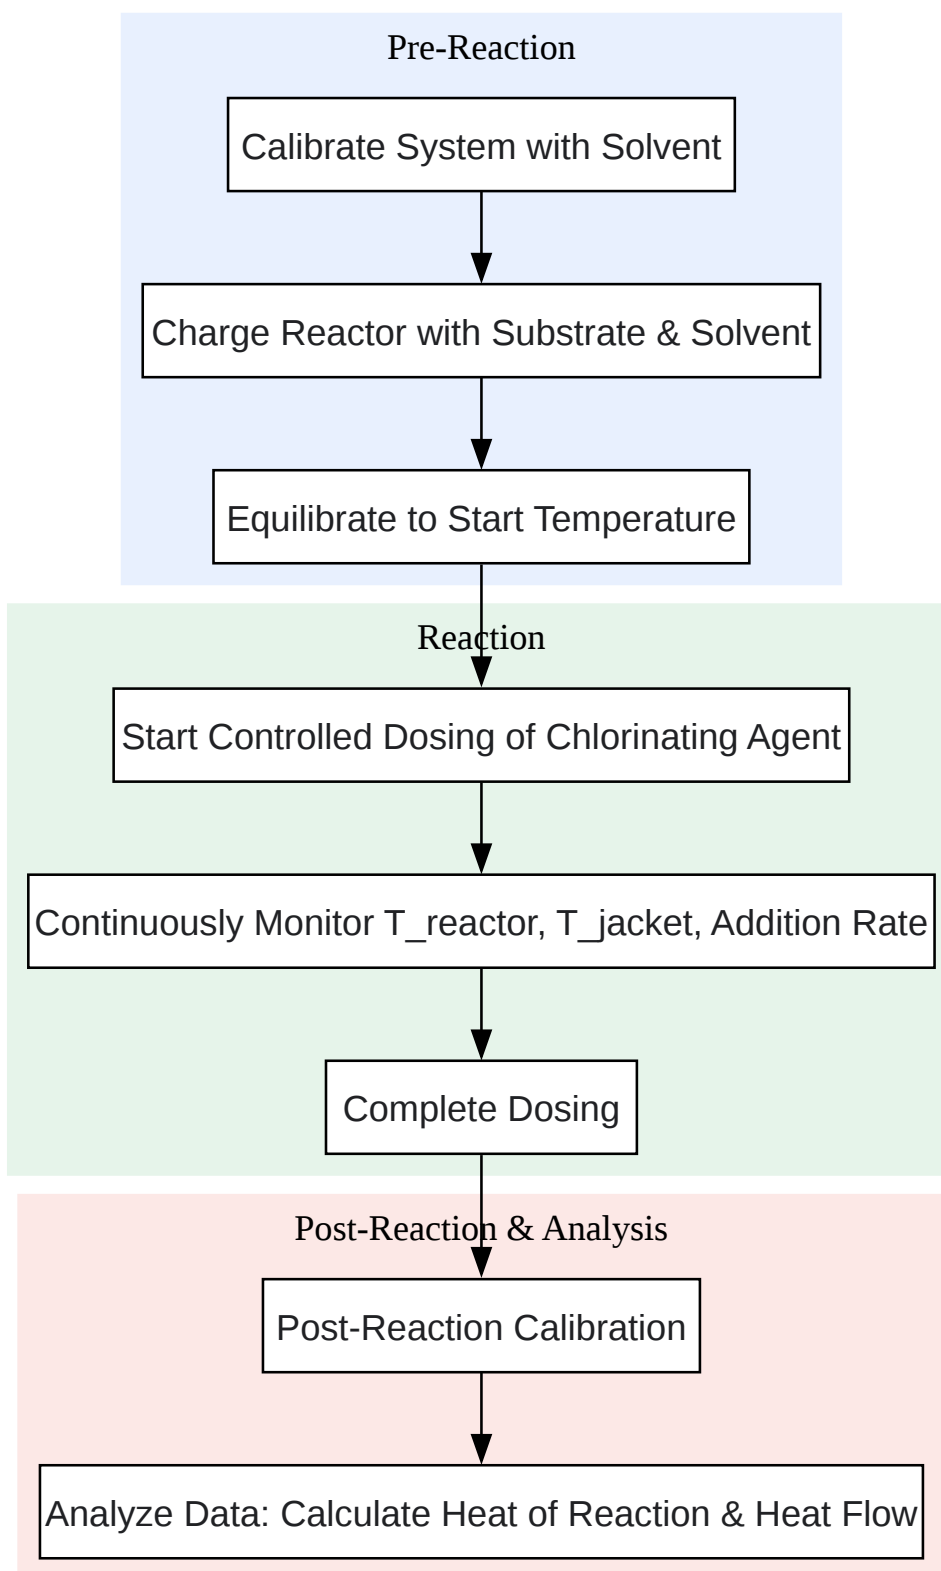 Pre-Reaction
Calibrate System with Solvent
Charge Reactor with Substrate & Solvent
Equilibrate to Start Temperature
Reaction
Start Controlled Dosing of Chlorinating Agent
Continuously Monitor T_reactor, T_jacket, Addition Rate
Complete Dosing
Post-Reaction & Analysis
Post-Reaction Calibration
Analyze Data: Calculate Heat of Reaction & Heat Flow